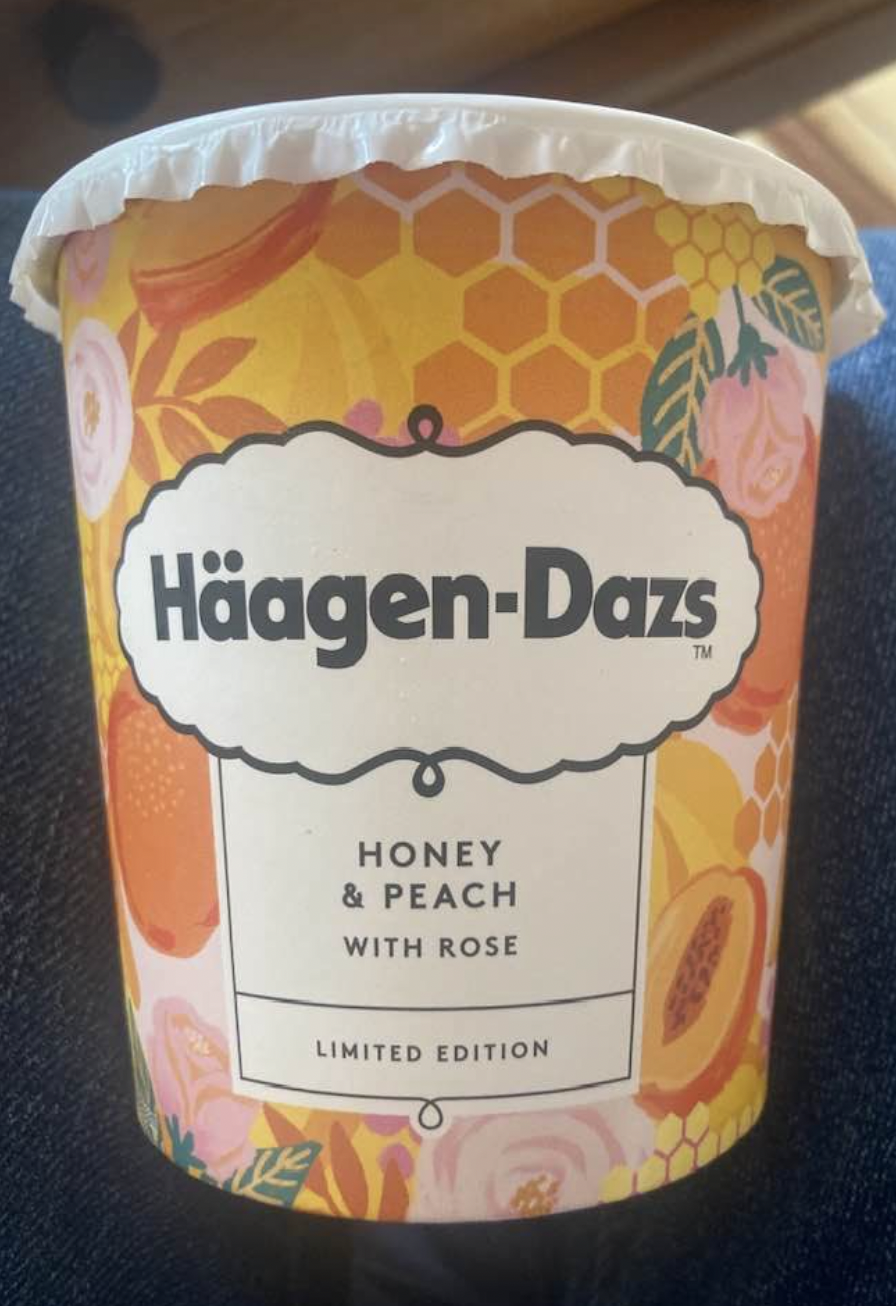 Häagen-Dazs
TM
HONEY
& PEACH
WITH ROSE
LIMITED EDITION